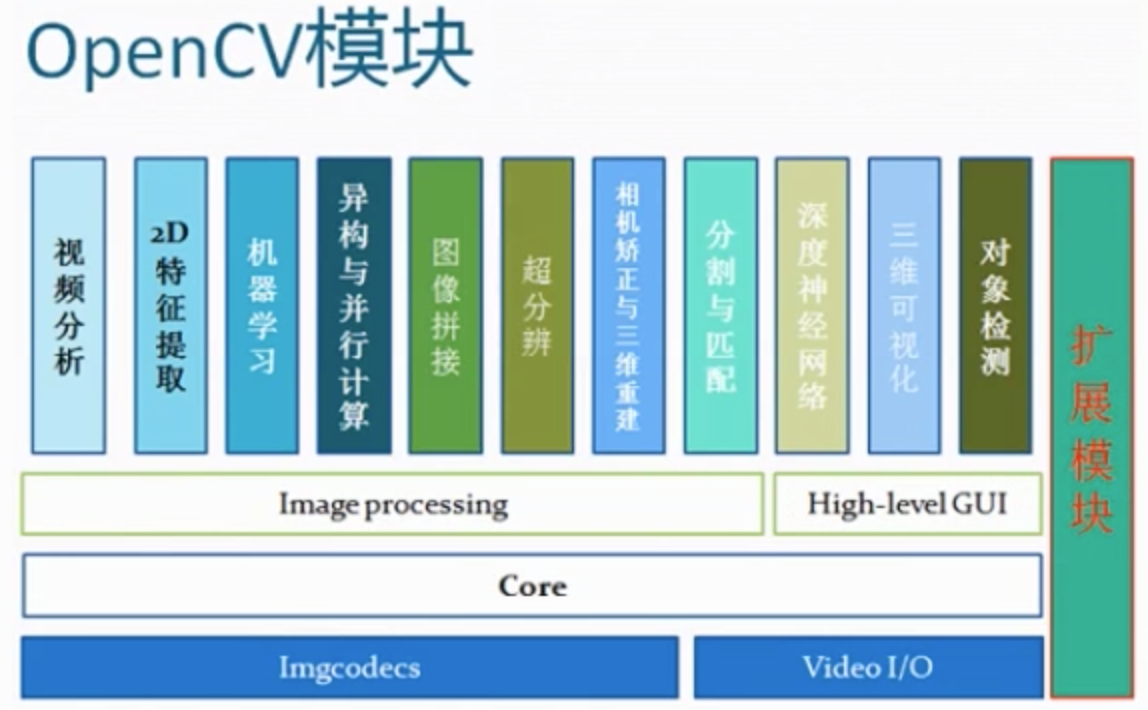 OpenCV模块
视频分析
2D特征提取
机器学习
异构与并行计算
图像拼接
超分辨
相机矫正与三维重建
分割与匹配
深度神经网络
三维可视化
对象检测
扩展模块
Image processing
High-level GUI
Core
Imgcodecs
Video I/O